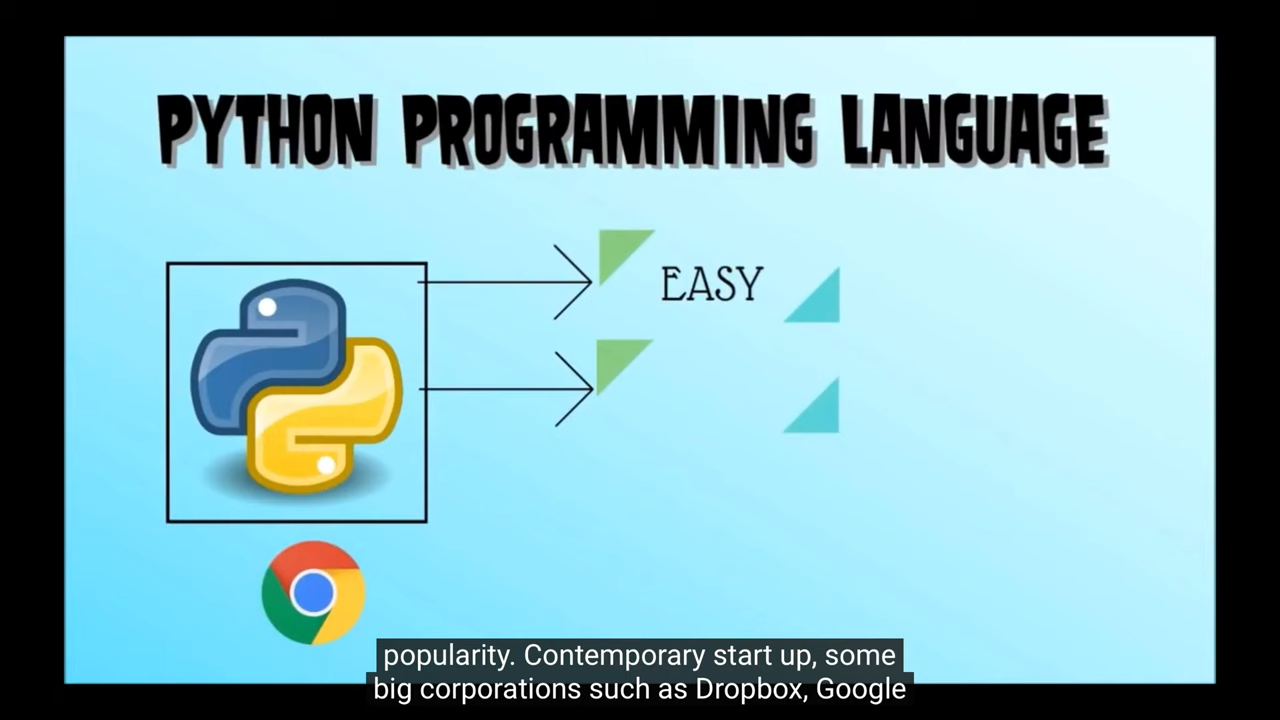 PYTHON PROGRAMMING LANGUAGE
EASY
popularity. Contemporary start up, some
big corporations such as Dropbox, Google